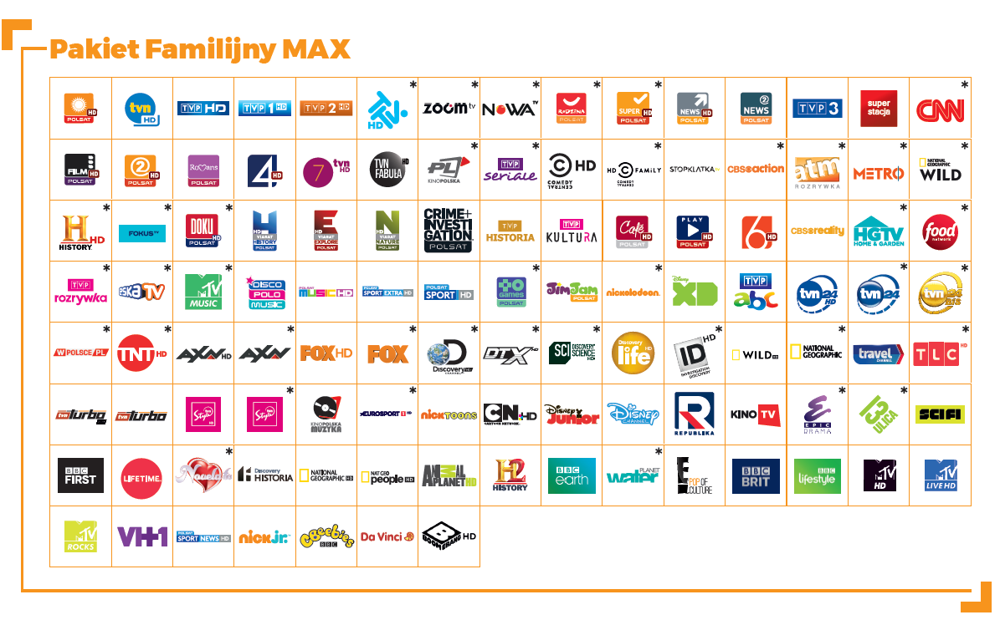 Pakiet Familijny MAX
POLSAT HD
tvn HD
TVP HD
TVP 1 HD
TVP 2 HD
TTV HD *
zoom tv *
NOWA TV *
RODZINA POLSAT *
SUPER HD POLSAT *
NEWS HD POLSAT
2 NEWS POLSAT
TVP 3
super stacja
CNN *
FILM HD POLSAT
2 HD POLSAT
Romans POLSAT
4 HD
7 tvn HD
TVN FABUŁA HD
PL KINOPOLSKA *
TVP seriale *
HD COMEDY CENTRAL
HD FAMILY COMEDY CENTRAL *
STOPKLATKA TV
CBS action *
atm ROZRYWKA *
METRO *
NATIONAL GEOGRAPHIC WILD
H HD HISTORY *
FOKUS TV *
DOKU HD POLSAT *
HD VIASAT HISTORY POLSAT
E HD VIASAT EXPLORE POLSAT
N HD VIASAT NATURE POLSAT
CRIME+ INVESTIGATION. POLSAT
TVP HISTORIA
TVP KULTURA
Café POLSAT
PLAY HD POLSAT
6 HD
CBS reality
HGTV HOME & GARDEN *
food network *
TVP rozrywka *
ESKA TV *
MTV MUSIC *
DISCO POLO MUSIC
POLSAT MUSIC HD
POLSAT SPORT EXTRA HD
POLSAT SPORT HD
games POLSAT *
JimJam POLSAT *
nickelodeon.
Disney XD *
TVP abc
tvn24 HD
tvn24 *
tvn24 BiS *
WPOLSCE.PL *
TNT HD *
AXN HD
AXN *
FOX HD
FOX *
Discovery CHANNEL HD *
DTX HD *
SCI DISCOVERY SCIENCE HD *
Discovery life HD
ID HD INVESTIGATION DISCOVERY *
WILD HD
NATIONAL GEOGRAPHIC *
travel CHANNEL *
TLC HD *
tvn turbo HD
tvn turbo
tvn Style HD
tvn Style *
KINOPOLSKA MUZYKA
EUROSPORT 1 HD *
nicktoons
CN HD CARTOON NETWORK.
Disney Junior
Disney CHANNEL
R REPUBLIKA
KINO TV
E EPIC DRAMA *
13 ULICA *
SCIFI
BBC FIRST
LIFETIME.
Novelas *
Discovery HISTORIA
NATIONAL GEOGRAPHIC HD
NAT GEO people HD
ANIMAL PLANET HD
H2 HISTORY
BBC earth
water PLANET *
E! POP OF CULTURE
BBC BRIT
BBC lifestyle
MTV HD
MTV LIVE HD
MTV ROCKS
VH1
POLSAT SPORT NEWS HD
nick jr.
CBeebies BBC
Da Vinci
BOOMERANG HD